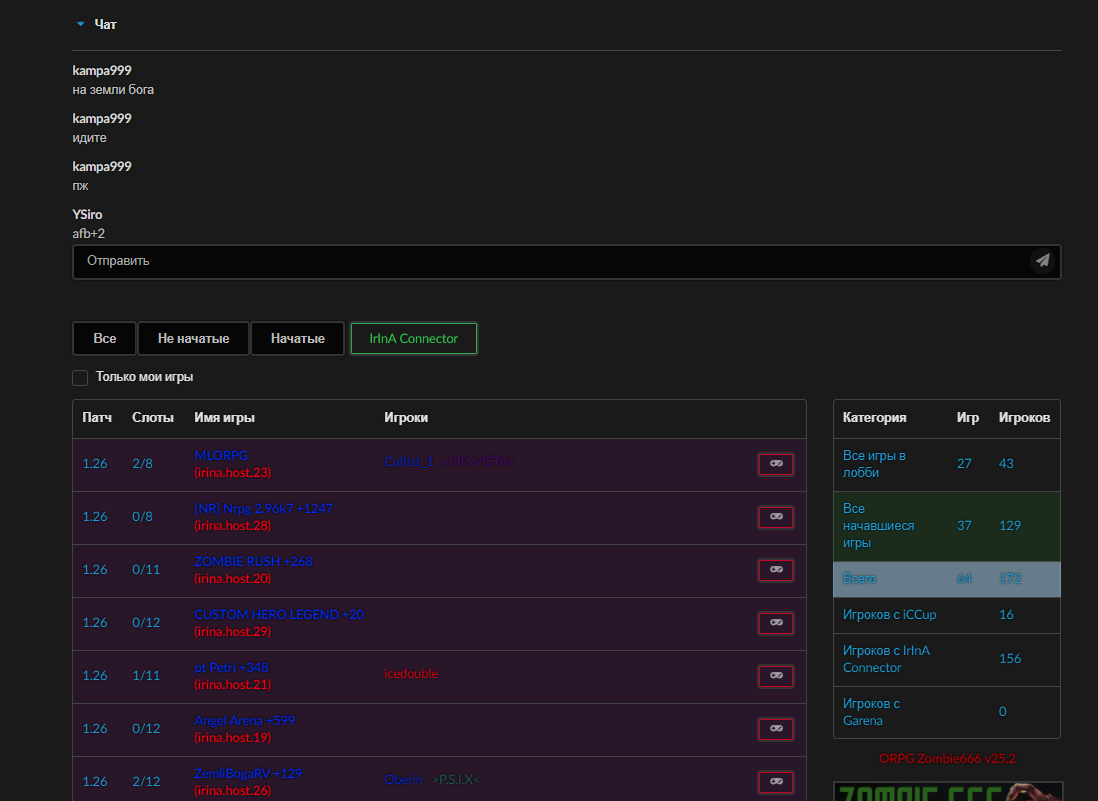 Чат
kampa999
на земли бога
kampa999
идите
kampa999
пж
YSiro
afb+2
Отправить
Все Не начатые Начатые IrInA Connector
Только мои игры
Патч Слоты Имя игры Игроки
1.26 2/8 MLORPG Cultist_1
(irina.host.23)
1.26 0/8 [NR] Nrpg 2.96k7 +1247
(irina.host.28)
1.26 0/11 ZOMBIE RUSH +268
(irina.host.20)
1.26 0/12 CUSTOM HERO LEGEND +20
(irina.host.29)
1.26 1/11 pt Petri +348 icedouble
(irina.host.21)
1.26 0/12 Angel Arena +599
(irina.host.19)
1.26 2/12 ZemliBogaRV +129 >P.S.I.X<
(irina.host.26)
Категория Игр Игроков
Все игры в
лобби 27 43
Все
начавшиеся 37 129
игры
Всего 64 172
Игроков с iCCup 16
Игроков с IrInA
Connector 156
Игроков с
Garena 0
ORPG Zombie666 v25.2
ZOMBIE 666